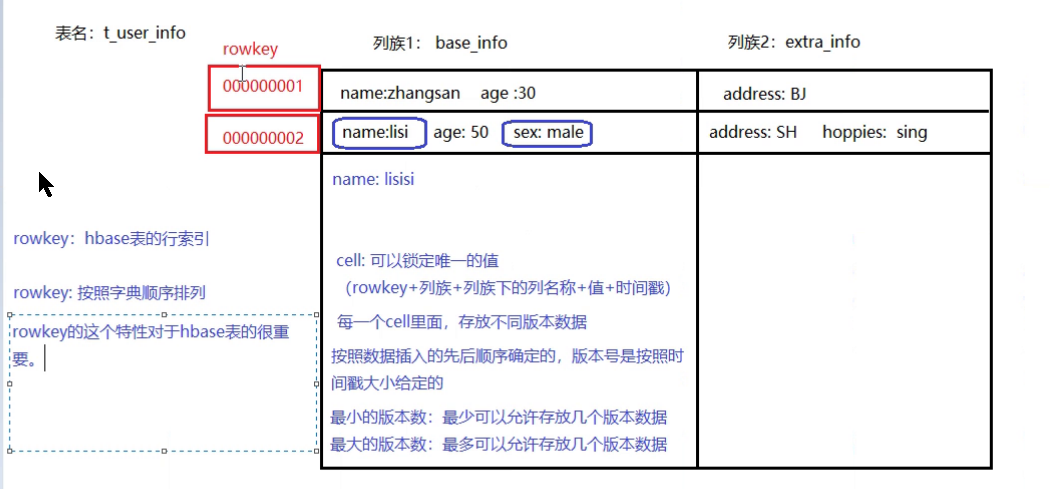 表名：t_user_info
rowkey
列族1： base_info
列族2：extra_info
000000001
name:zhangsan age :30
address: BJ
000000002
name:lisi age: 50 sex: male
address: SH hoppies: sing
name: lisisi
rowkey：hbase表的行索引
rowkey: 按照字典顺序排列
rowkey的这个特性对于hbase表的很重
要。
cell: 可以锁定唯一的值
（rowkey+列族+列族下的列名称+值+时间戳）
每一个cell里面，存放不同版本数据
按照数据插入的先后顺序确定的，版本号是按照时
间戳大小给定的
最小的版本数：最少可以允许存放几个版本数据
最大的版本数：最多可以允许存放几个版本数据